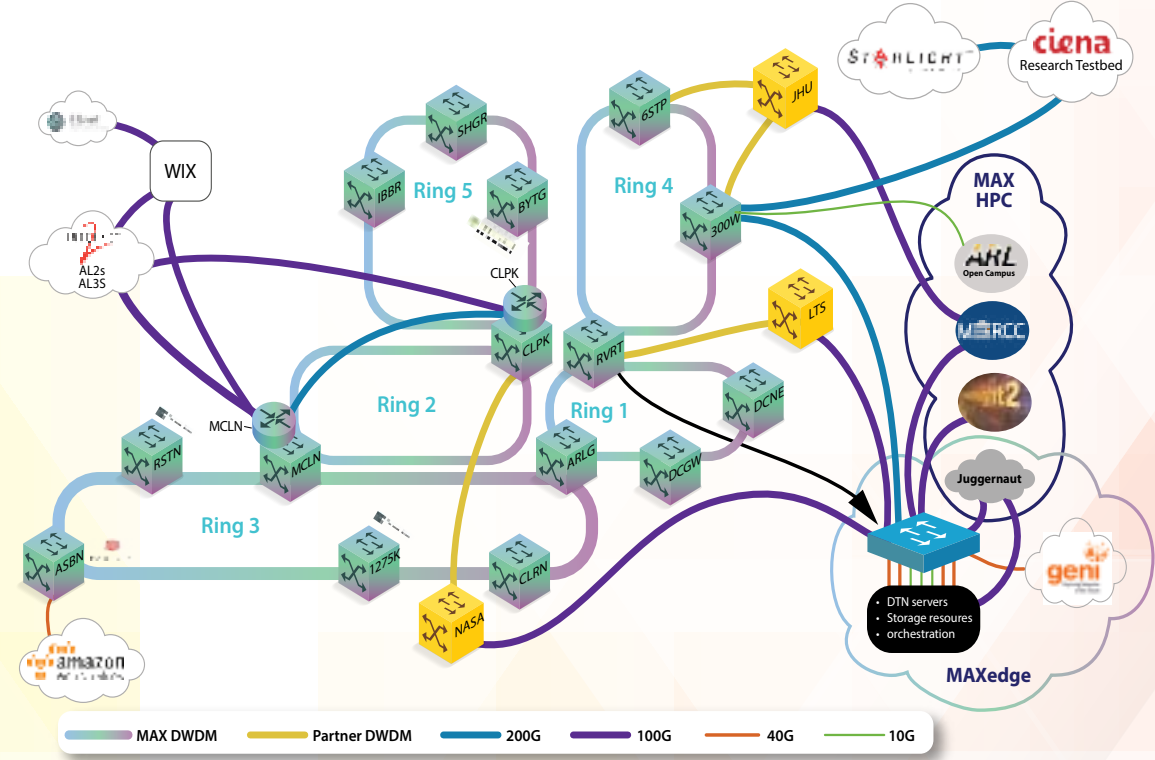 ciena
Research Testbed
JHU
6STP
SHGR
WIX
MAX
HPC
Ring 5
Ring 4
IBBR
BYTG
300W
ARL
Open Campus
AL2s
AL3S
CLPK
LTS
CLPK
RVRT
Ring 2
Ring 1
DCNE
MCLN
RSTN
MCLN
ARLG
DCGW
Juggernaut
Ring 3
ASBN
1275K
CLRN
geni
NASA
• DTN servers
• Storage resoures
• orchestration
amazon
MAXedge
MAX DWDM
Partner DWDM
200G
100G
40G
10G